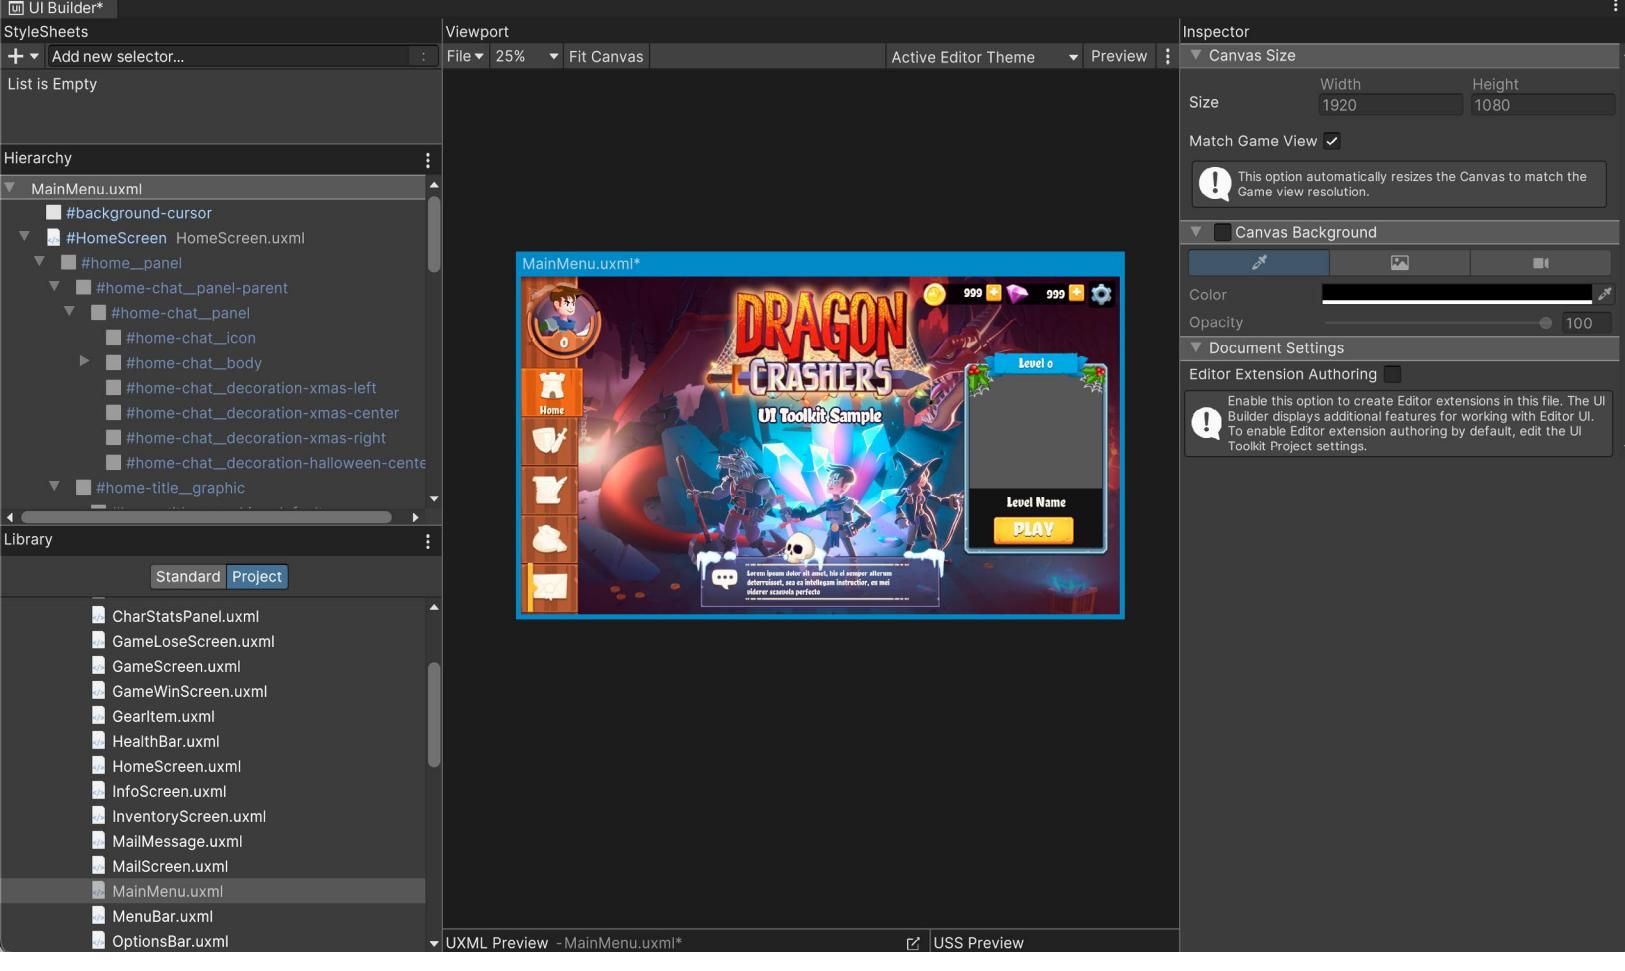 UI Builder*
StyleSheets
Add new selector...
List is Empty
Hierarchy
MainMenu.uxml
#background-cursor
#HomeScreen HomeScreen.uxml
#home__panel
#home-chat__panel-parent
#home-chat__panel
#home-chat__icon
#home-chat__body
#home-chat__decoration-xmas-left
#home-chat__decoration-xmas-center
#home-chat__decoration-xmas-right
#home-chat__decoration-halloween-cente
#home-title__graphic
Library
Standard Project
CharStatsPanel.uxml
GameLoseScreen.uxml
GameScreen.uxml
GameWinScreen.uxml
GearItem.uxml
HealthBar.uxml
HomeScreen.uxml
InfoScreen.uxml
InventoryScreen.uxml
MailMessage.uxml
MailScreen.uxml
MainMenu.uxml
MenuBar.uxml
OptionsBar.uxml
Viewport
File 25% Fit Canvas Active Editor Theme Preview
MainMenu.uxml*
999 999
0
DRAGON
CRASHERS
UI Toolkit Sample
Home
Level 0
Level Name
PLAY
Lorem ipsum dolor sit amet, his ei semper alterum
deterruisset, sea ea intellegam instructior, eu mei
viderer scaevola perfecto
UXML Preview - MainMenu.uxml* USS Preview
Inspector
Canvas Size
Width Height
Size 1920 1080
Match Game View
This option automatically resizes the Canvas to match the
Game view resolution.
Canvas Background
Color
Opacity 100
Document Settings
Editor Extension Authoring
Enable this option to create Editor extensions in this file. The UI
Builder displays additional features for working with Editor UI.
To enable Editor extension authoring by default, edit the UI
Toolkit Project settings.